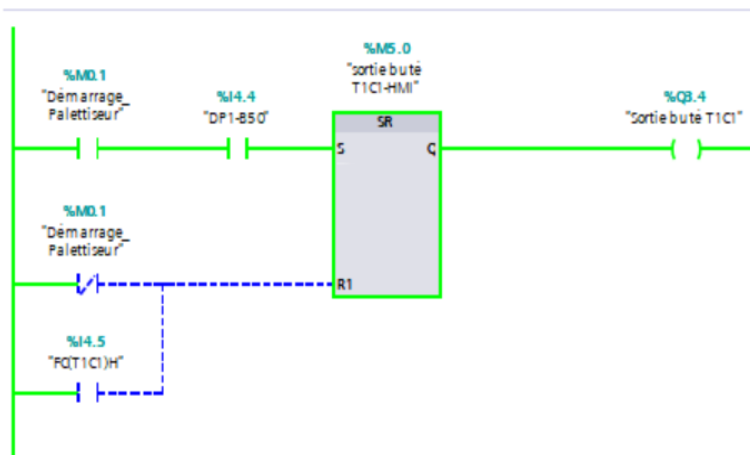 %M5.0
"sortie buté
T1C1-HMI"
%M0.1
"Démarrage_
Palettiseur"
%I4.4
"DP1-B50"
%Q3.4
"Sortie buté T1C1"
SR
S
Q
%M0.1
"Démarrage_
Palettiseur"
R1
%I4.5
"FC(T1C1)H"